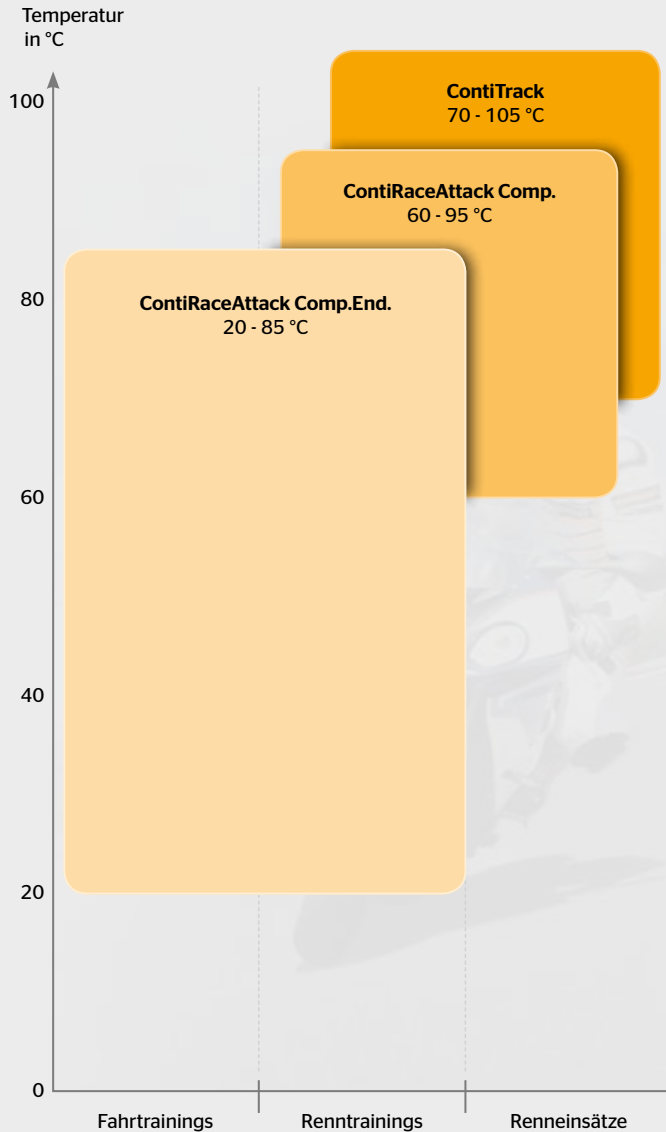 Temperatur
in °C
100
ContiTrack
70 - 105 °C
ContiRaceAttack Comp.
60 - 95 °C
80
ContiRaceAttack Comp.End.
20 - 85 °C
60
40
20
0
Fahrtrainings Renntrainings Renneinsätze